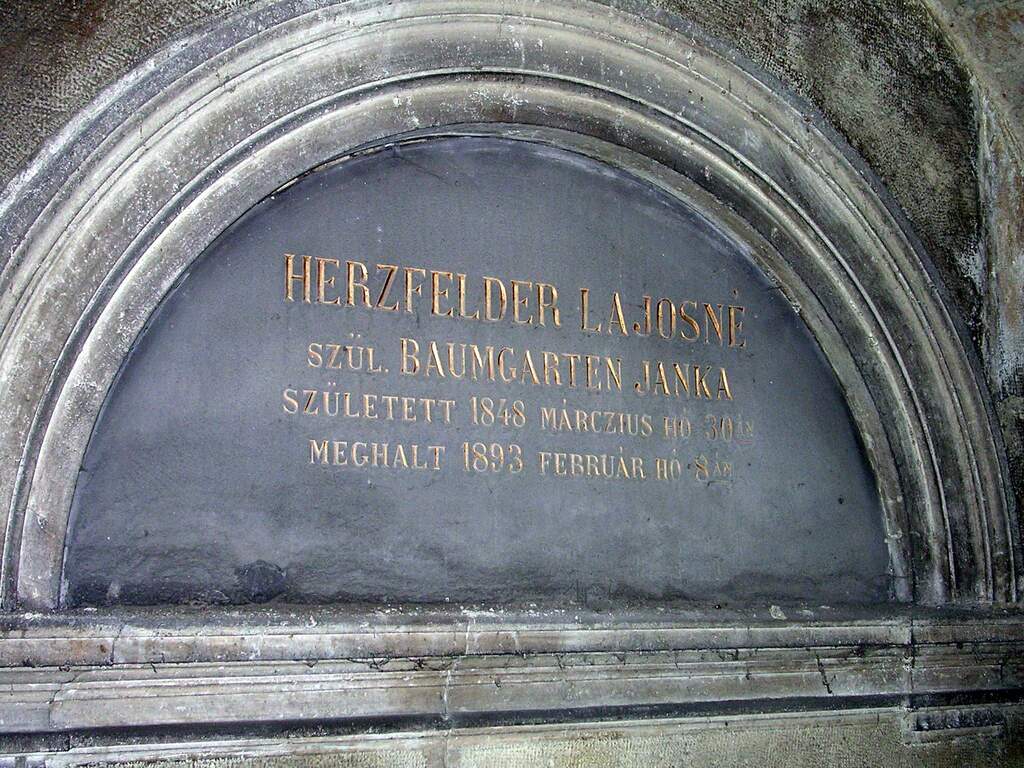 HERZFELDER LAJOSNÉ
SZÜL. BAUMGARTEN JANKA
SZÜLETETT 1848 MÁRCZIUS HÓ 30ÁN
MEGHALT 1893 FEBRUÁR HÓ 8ÁN